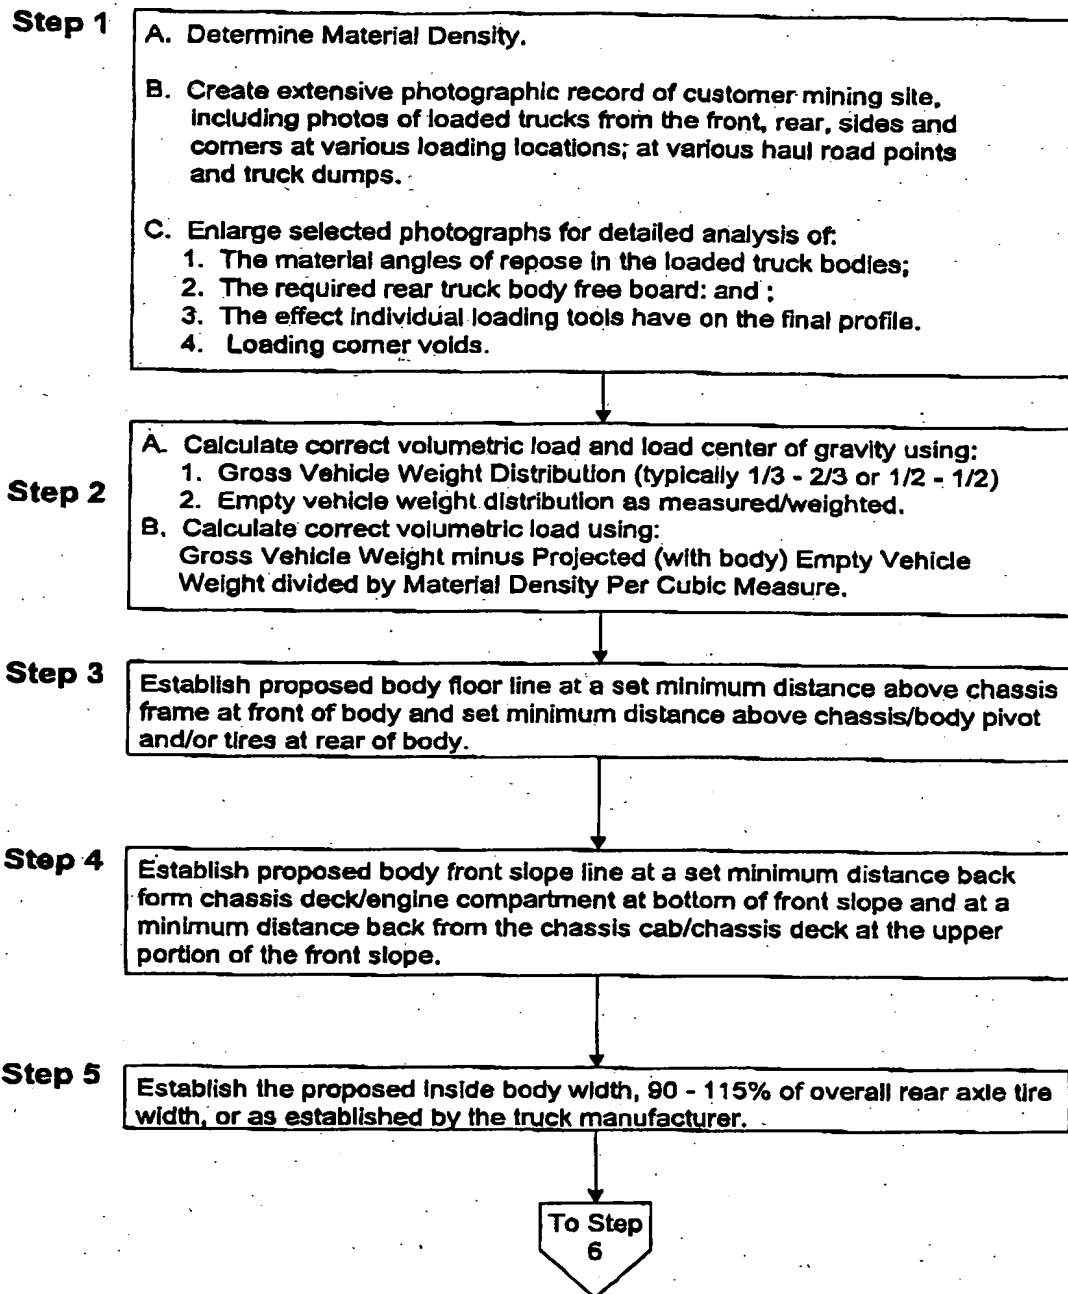 Step 1
A. Determine Material Density.
B. Create extensive photographic record of customer mining site,
including photos of loaded trucks from the front, rear, sides and
corners at various loading locations; at various haul road points
and truck dumps.
C. Enlarge selected photographs for detailed analysis of:
1. The material angles of repose in the loaded truck bodies;
2. The required rear truck body free board: and ;
3. The effect individual loading tools have on the final profile.
4. Loading corner voids.
Step 2
A. Calculate correct volumetric load and load center of gravity using:
1. Gross Vehicle Weight Distribution (typically 1/3 - 2/3 or 1/2 - 1/2)
2. Empty vehicle weight distribution as measured/weighted.
B. Calculate correct volumetric load using:
Gross Vehicle Weight minus Projected (with body) Empty Vehicle
Weight divided by Material Density Per Cubic Measure.
Step 3
Establish proposed body floor line at a set minimum distance above chassis
frame at front of body and set minimum distance above chassis/body pivot
and/or tires at rear of body.
Step 4
Establish proposed body front slope line at a set minimum distance back
form chassis deck/engine compartment at bottom of front slope and at a
minimum distance back from the chassis cab/chassis deck at the upper
portion of the front slope.
Step 5
Establish the proposed inside body width, 90 - 115% of overall rear axle tire
width, or as established by the truck manufacturer.
To Step
6